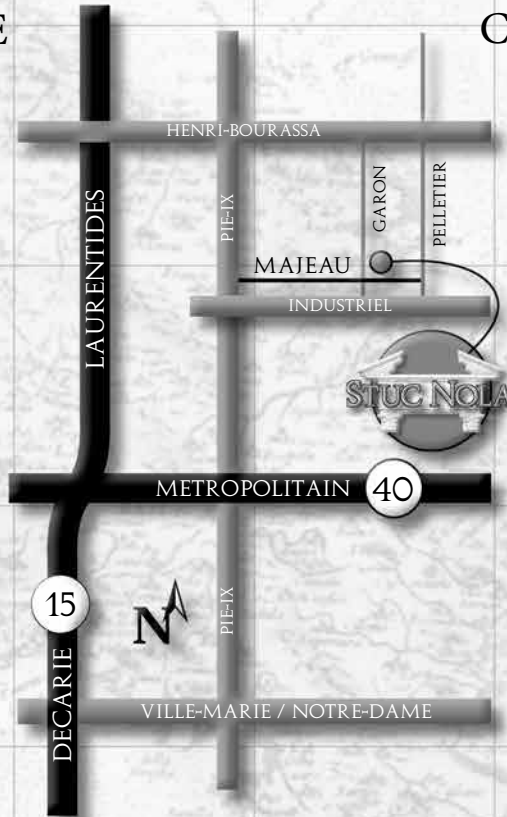 E
C
HENRI-BOURASSA
LAURENTIDES
PIE-IX
GARON
PELLETIER
MAJEAU
INDUSTRIEL
STUC NOLA
METROPOLITAIN 40
15
N
PIE-IX
DECARIE
VILLE-MARIE / NOTRE-DAME